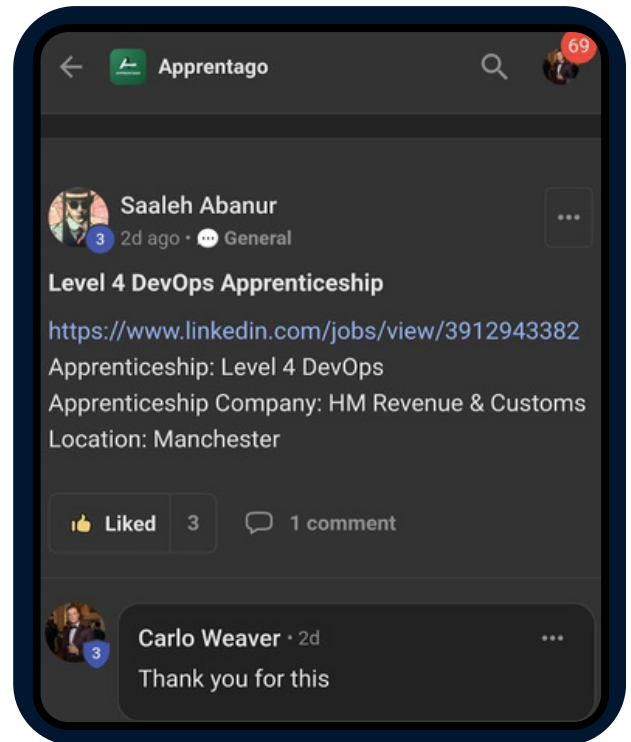 Apprentago
69
Saaleh Abanur
3 2d ago • General
Level 4 DevOps Apprenticeship
https://www.linkedin.com/jobs/view/3912943382
Apprenticeship: Level 4 DevOps
Apprenticeship Company: HM Revenue & Customs
Location: Manchester
Liked 3 1 comment
Carlo Weaver • 2d
3
Thank you for this